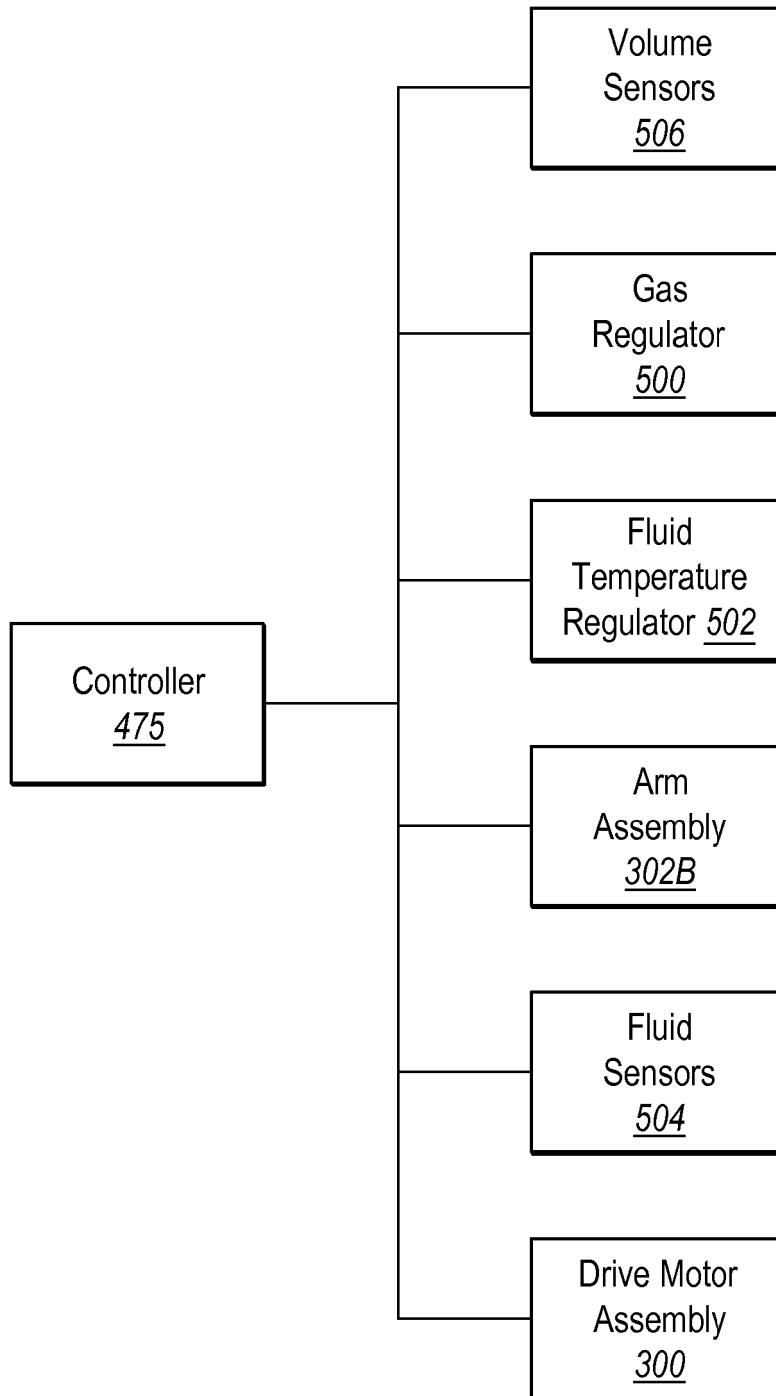 Volume
Sensors
506
Gas
Regulator
500
Fluid
Temperature
Regulator 502
Controller
475
Arm
Assembly
302B
Fluid
Sensors
504
Drive Motor
Assembly
300